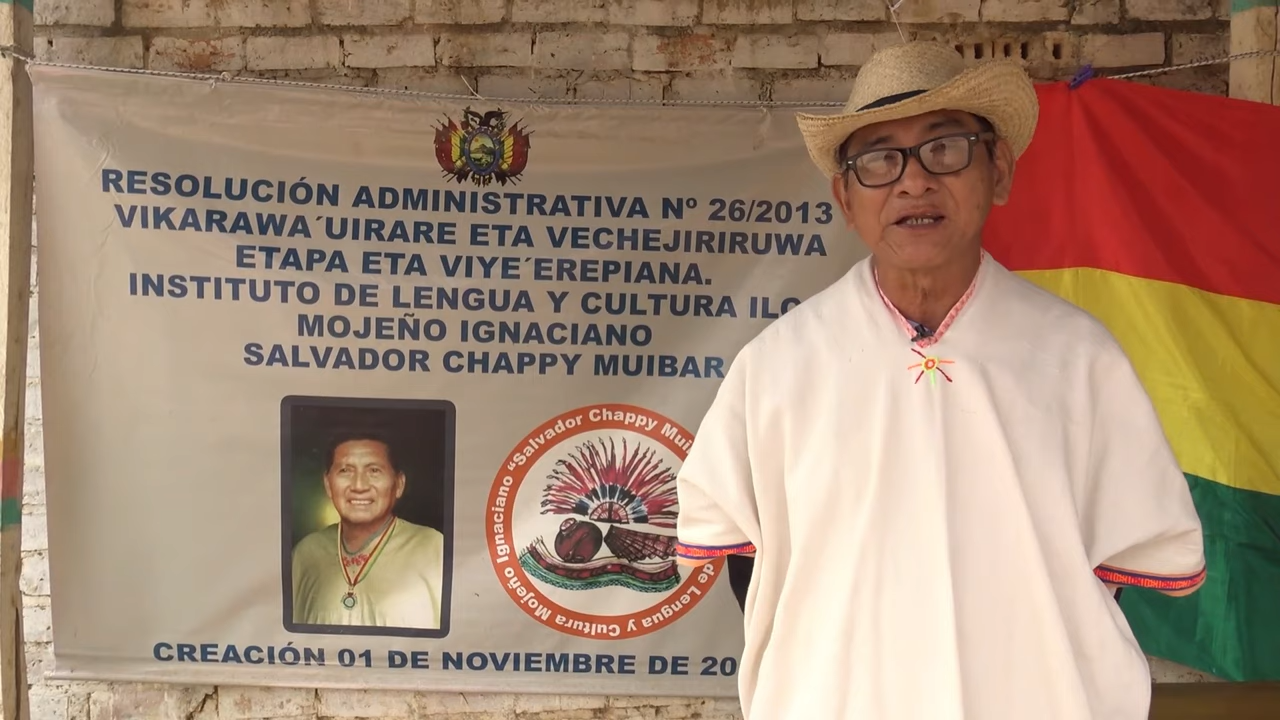 RESOLUCIÓN ADMINISTRATIVA Nº 26/2013
VIKARAWA´UIRARE ETA VECHEJIRIRUWA
ETAPA ETA VIYE´EREPIANA.
INSTITUTO DE LENGUA Y CULTURA ILC
MOJEÑO IGNACIANO
SALVADOR CHAPPY MUIBAR
de Lengua y Cultura Mojeño Ignaciano "Salvador Chappy
CREACIÓN 01 DE NOVIEMBRE DE 20